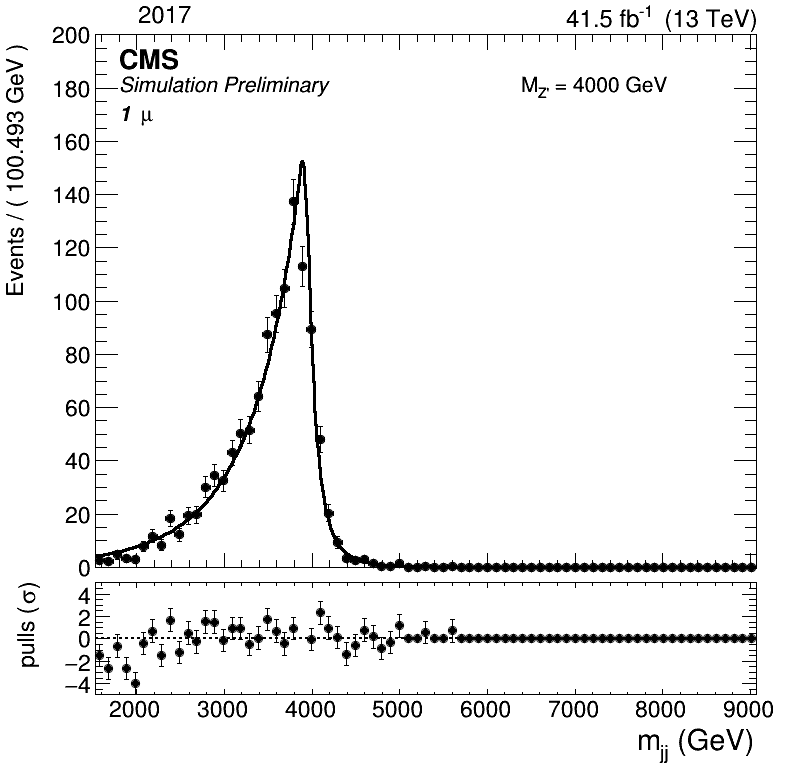 2017 41.5 fb⁻¹ (13 TeV)
CMS
Simulation Preliminary
M_Z' = 4000 GeV
1 μ
Events / ( 100.493 GeV )
200
180
160
140
120
100
80
60
40
20
0
pulls (σ)
4
2
0
−2
−4
2000 3000 4000 5000 6000 7000 8000 9000
m_jj (GeV)